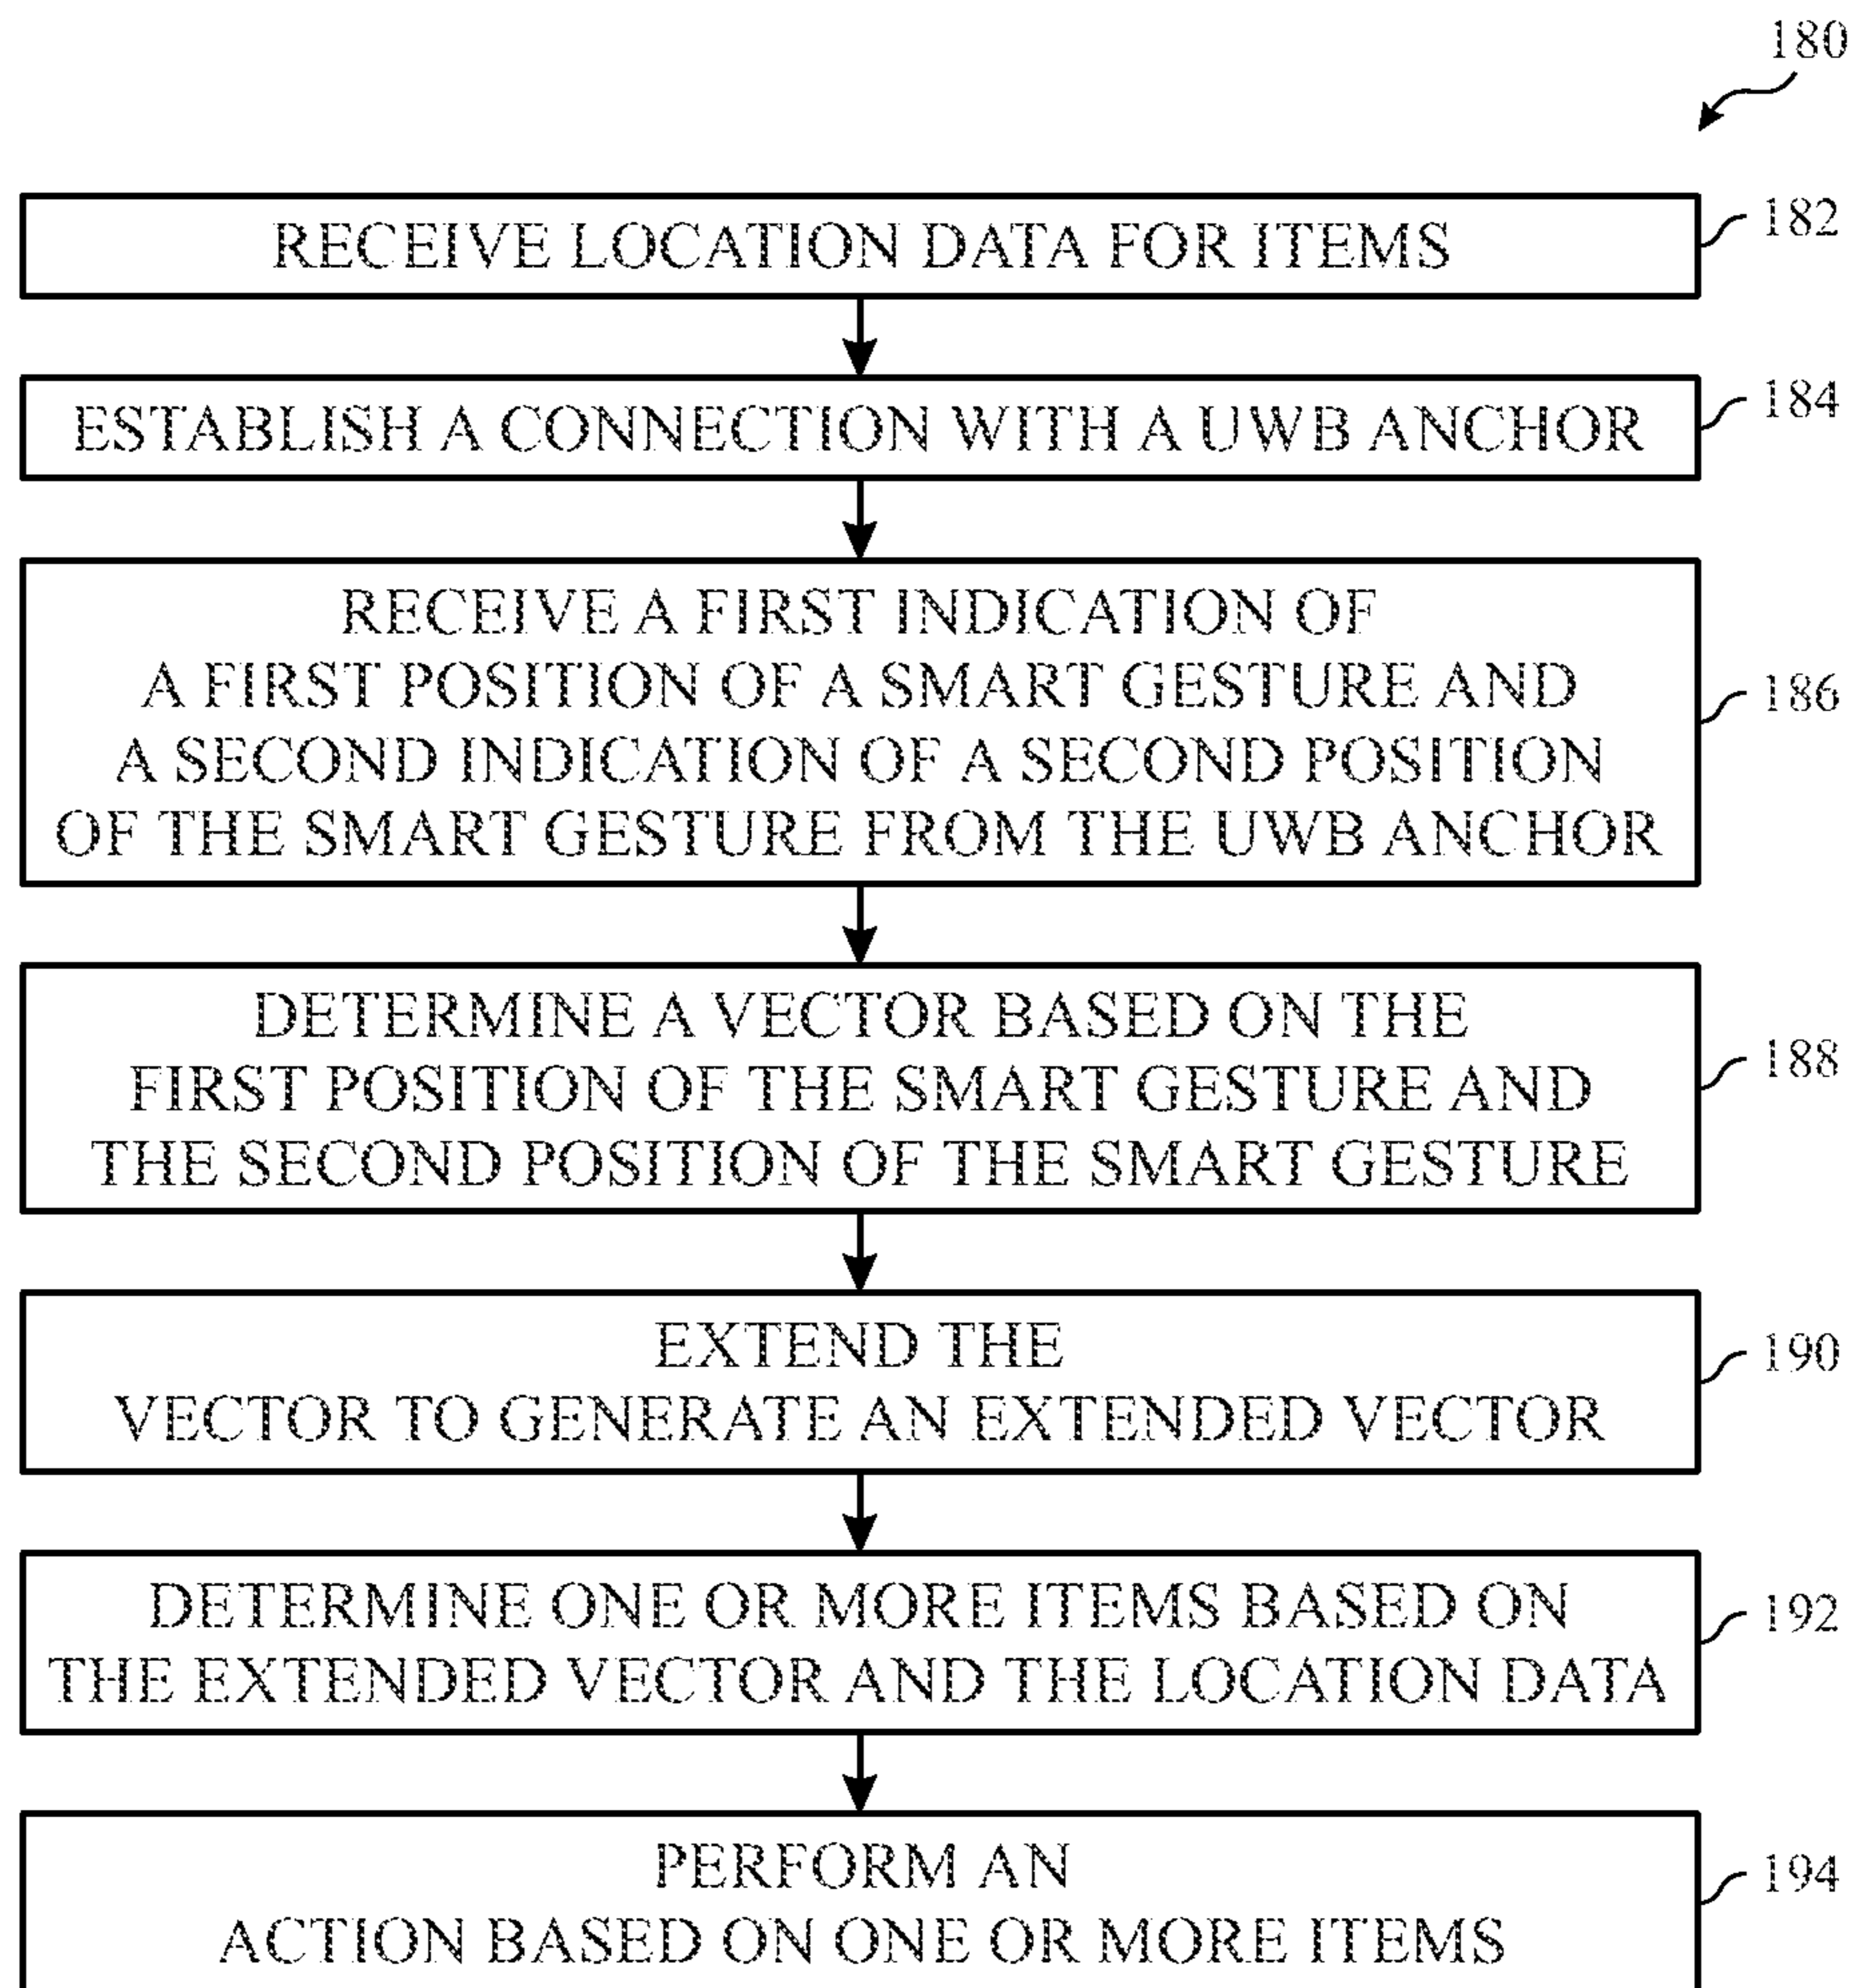 180
RECEIVE LOCATION DATA FOR ITEMS
182
ESTABLISH A CONNECTION WITH A UWB ANCHOR
184
RECEIVE A FIRST INDICATION OF
A FIRST POSITION OF A SMART GESTURE AND
A SECOND INDICATION OF A SECOND POSITION
OF THE SMART GESTURE FROM THE UWB ANCHOR
186
DETERMINE A VECTOR BASED ON THE
FIRST POSITION OF THE SMART GESTURE AND
THE SECOND POSITION OF THE SMART GESTURE
188
EXTEND THE
VECTOR TO GENERATE AN EXTENDED VECTOR
190
DETERMINE ONE OR MORE ITEMS BASED ON
THE EXTENDED VECTOR AND THE LOCATION DATA
192
PERFORM AN
ACTION BASED ON ONE OR MORE ITEMS
194